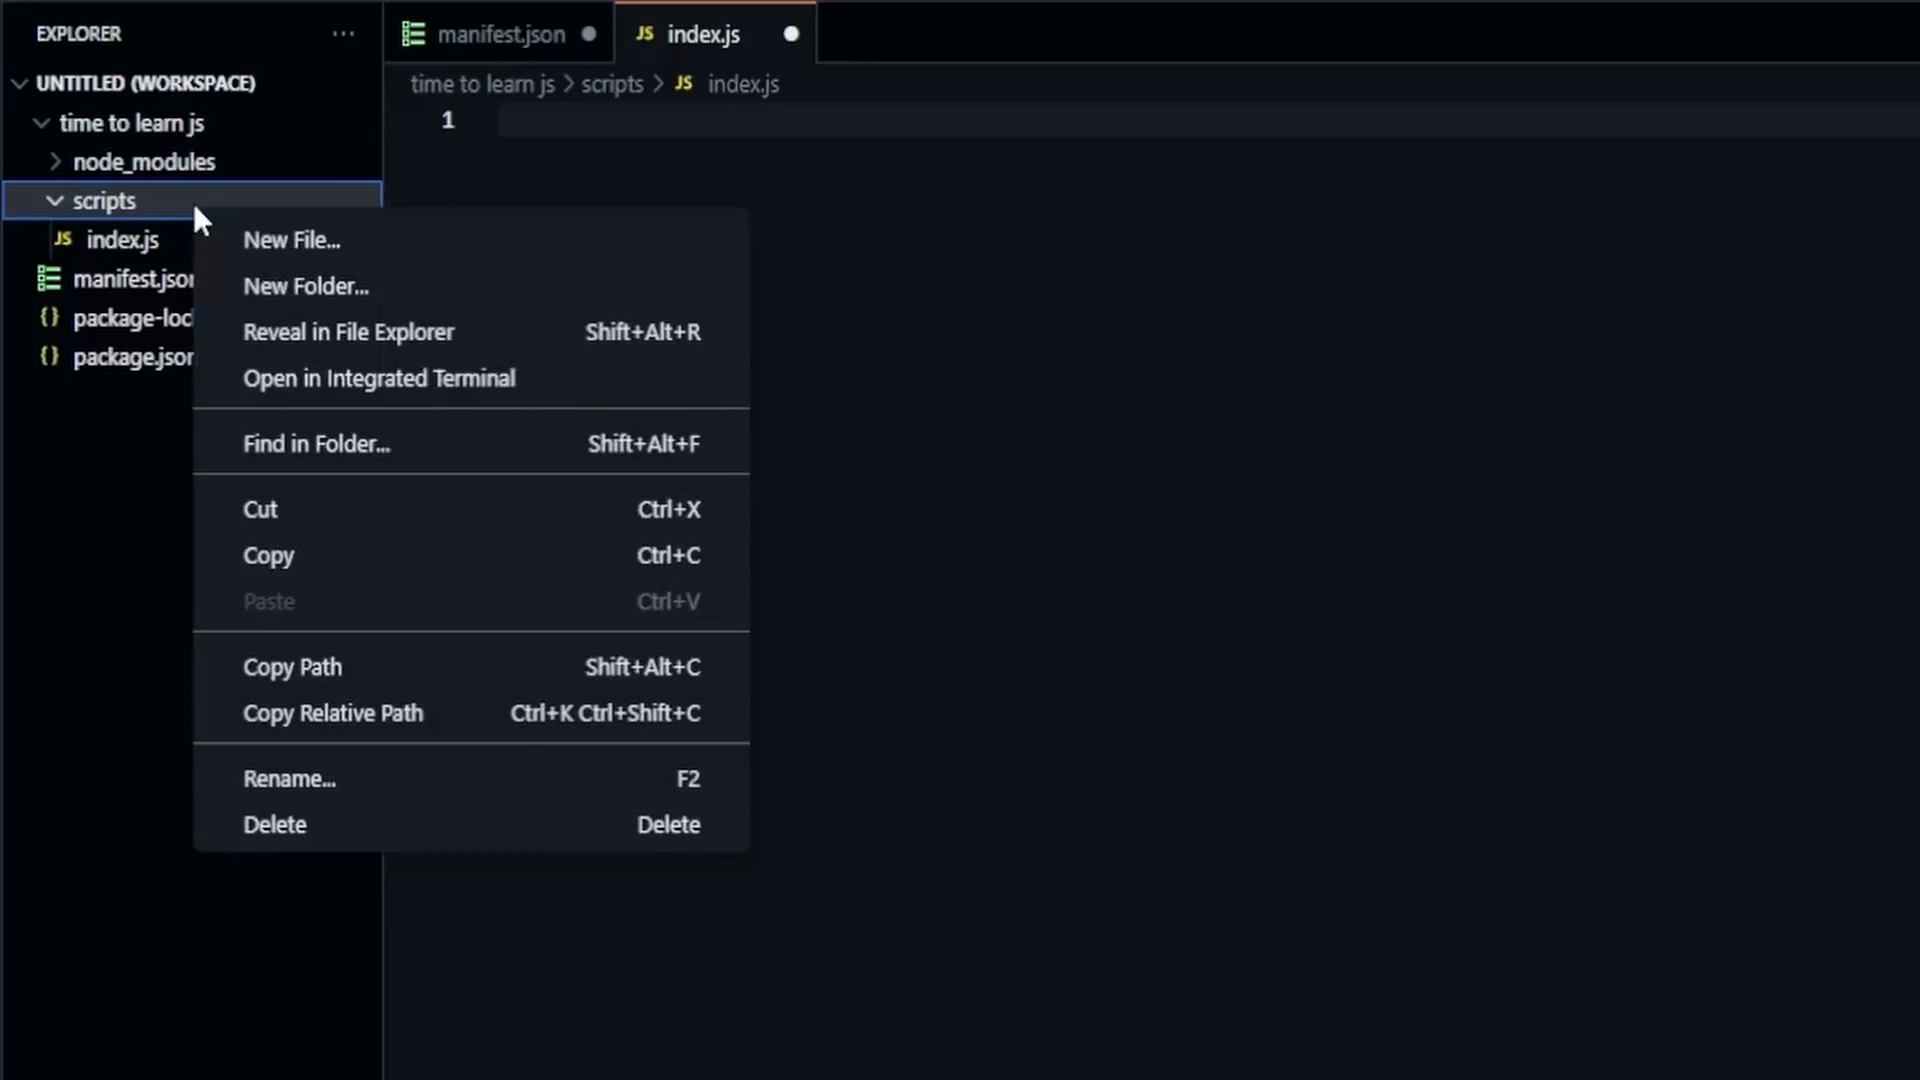 EXPLORER
manifest.json
JS index.js
UNTITLED (WORKSPACE)
time to learn js > scripts > JS index.js
time to learn js
1
node_modules
scripts
JS index.js
manifest.json
package-loc
package.json
New File...
New Folder...
Reveal in File Explorer Shift+Alt+R
Open in Integrated Terminal
Find in Folder... Shift+Alt+F
Cut Ctrl+X
Copy Ctrl+C
Paste Ctrl+V
Copy Path Shift+Alt+C
Copy Relative Path Ctrl+K Ctrl+Shift+C
Rename... F2
Delete Delete